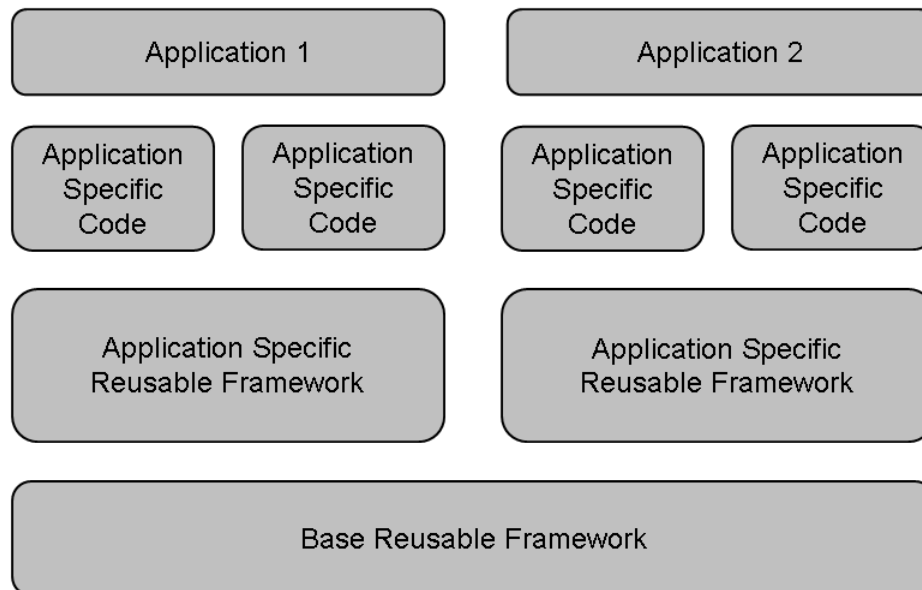 Application 1
Application 2
Application
Specific
Code
Application
Specific
Code
Application
Specific
Code
Application
Specific
Code
Application Specific
Reusable Framework
Application Specific
Reusable Framework
Base Reusable Framework